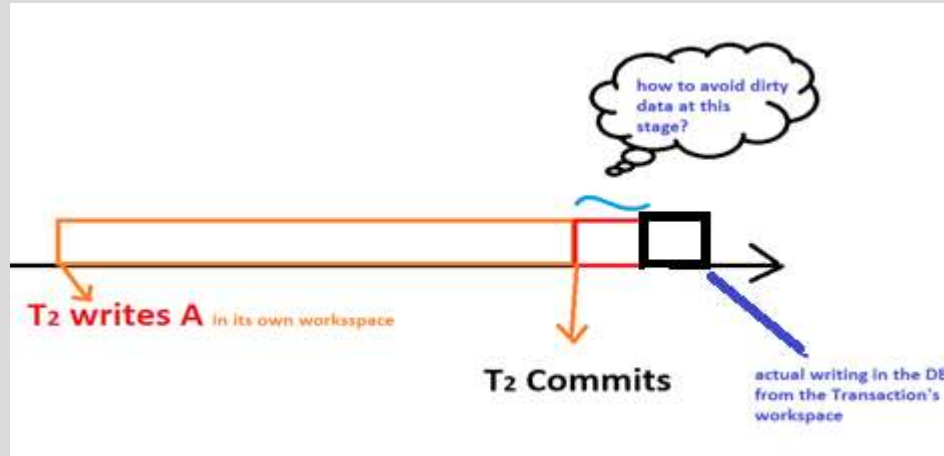 how to avoid dirty
data at this
stage?
T₂ writes A in its own worksspace
T₂ Commits
actual writing in the DB
from the Transaction's
workspace